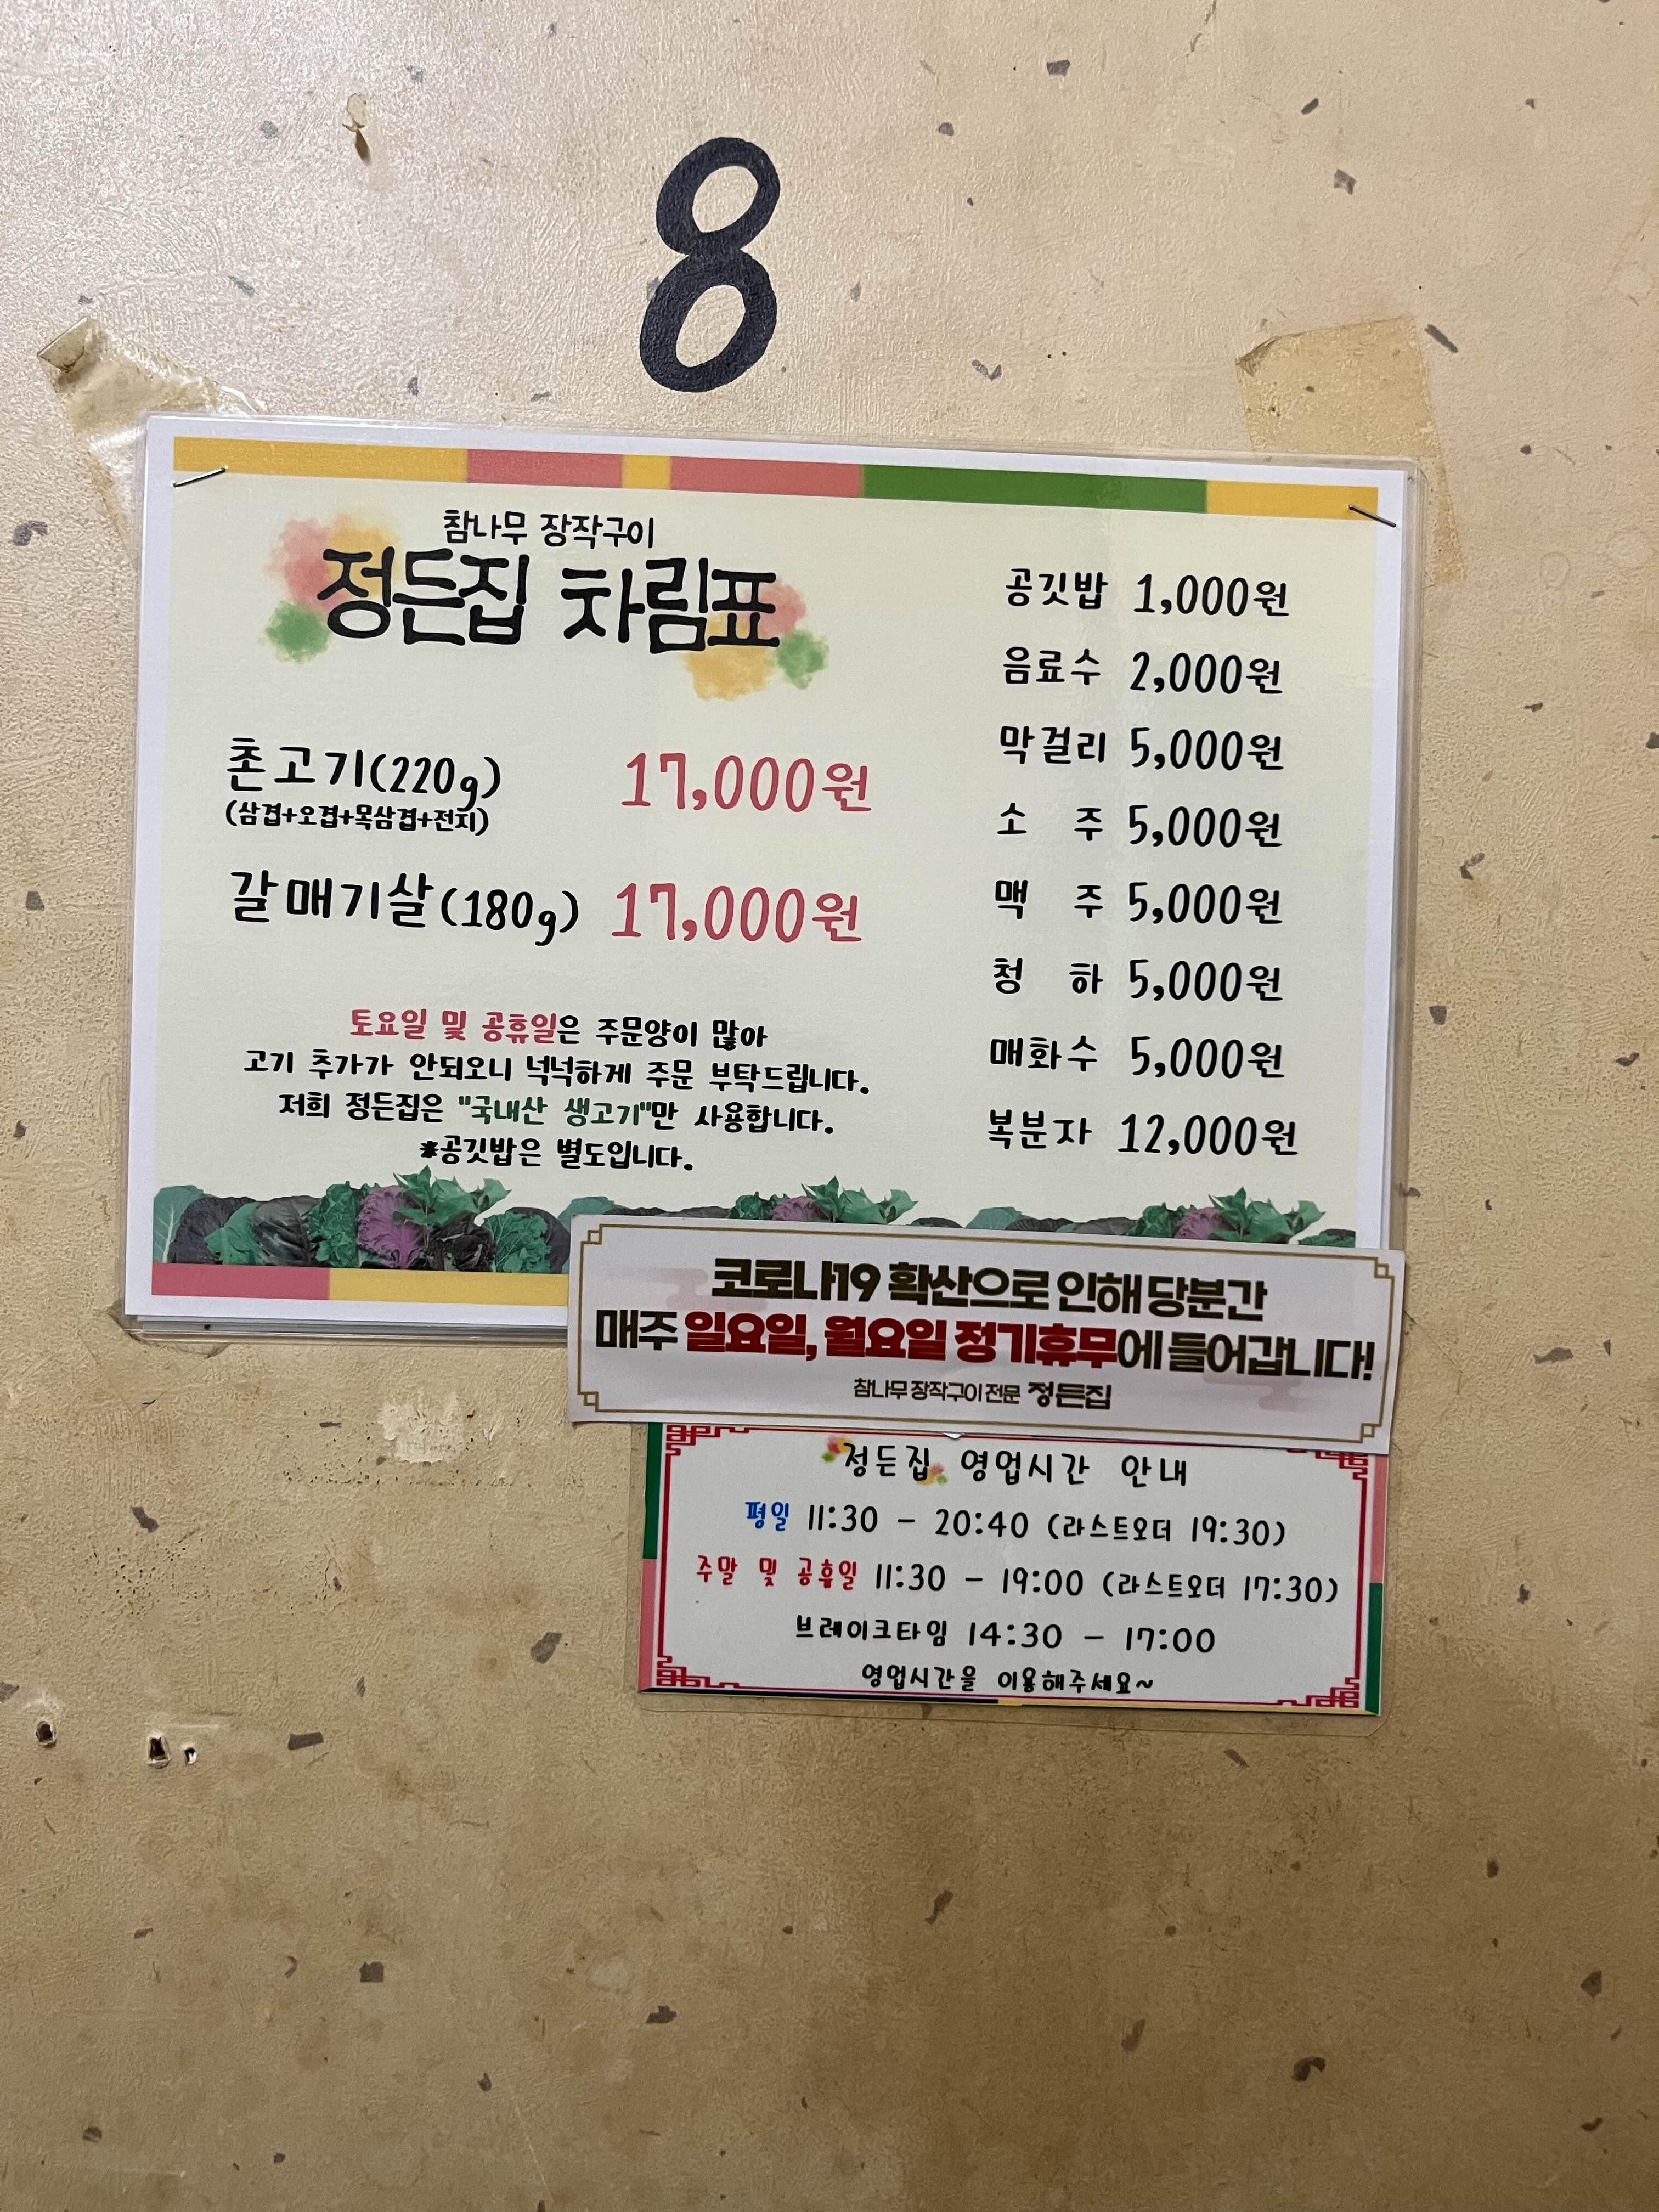 8
참나무 장작구이
정든집 차림표
촌고기(220g) 17,000원
(삼겹+오겹+목삼겹+전지)
갈매기살(180g) 17,000원
토요일 및 공휴일은 주문양이 많아
고기 추가가 안되오니 넉넉하게 주문 부탁드립니다.
저희 정든집은 "국내산 생고기"만 사용합니다.
*공깃밥은 별도입니다.
공깃밥 1,000원
음료수 2,000원
막걸리 5,000원
소 주 5,000원
맥 주 5,000원
청 하 5,000원
매화수 5,000원
복분자 12,000원
코로나19 확산으로 인해 당분간
매주 일요일, 월요일 정기휴무에 들어갑니다!
참나무 장작구이 전문 정든집
정든집 영업시간 안내
평일 11:30 - 20:40 (라스트오더 19:30)
주말 및 공휴일 11:30 - 19:00 (라스트오더 17:30)
브레이크타임 14:30 - 17:00
영업시간을 이용해주세요~